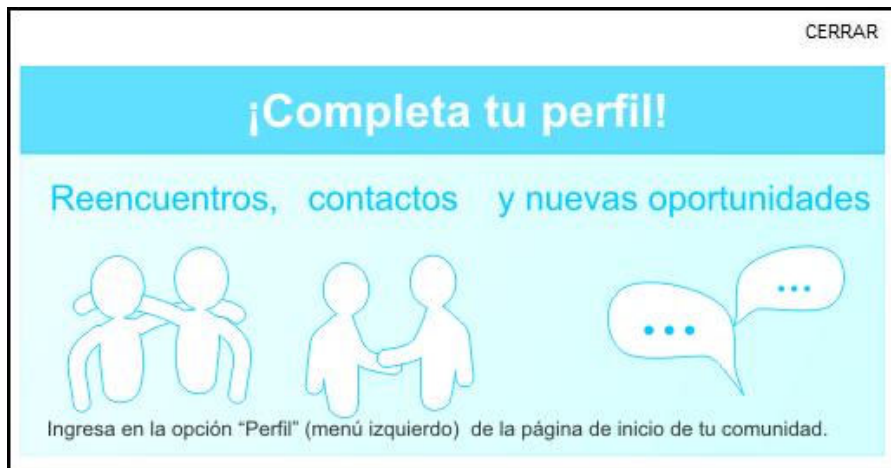 CERRAR
¡Completa tu perfil!
Reencuentros, contactos y nuevas oportunidades
Ingresa en la opción “Perfil” (menú izquierdo) de la página de inicio de tu comunidad.